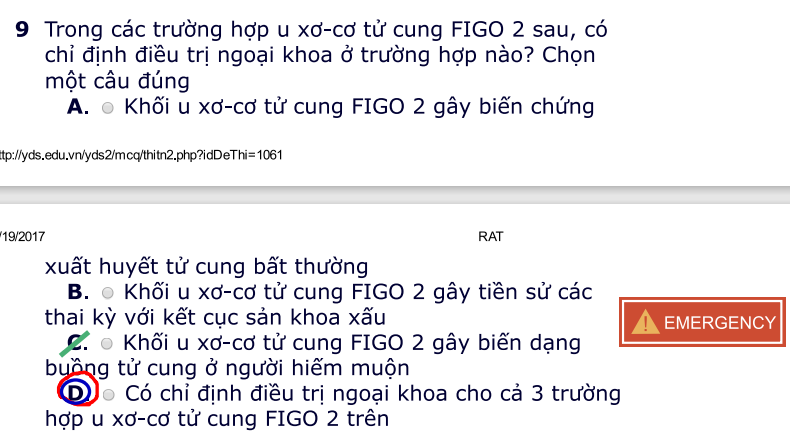 9 Trong các trường hợp u xơ-cơ tử cung FIGO 2 sau, có
chỉ định điều trị ngoại khoa ở trường hợp nào? Chọn
một câu đúng
A. Khối u xơ-cơ tử cung FIGO 2 gây biến chứng
ttp://yds.edu.vn/yds2/mcq/thitn2.php?idDeThi=1061
/19/2017 RAT
xuất huyết tử cung bất thường
B. Khối u xơ-cơ tử cung FIGO 2 gây tiền sử các
thai kỳ với kết cục sản khoa xấu
C. Khối u xơ-cơ tử cung FIGO 2 gây biến dạng
buồng tử cung ở người hiếm muộn
D. Có chỉ định điều trị ngoại khoa cho cả 3 trường
hợp u xơ-cơ tử cung FIGO 2 trên
! EMERGENCY